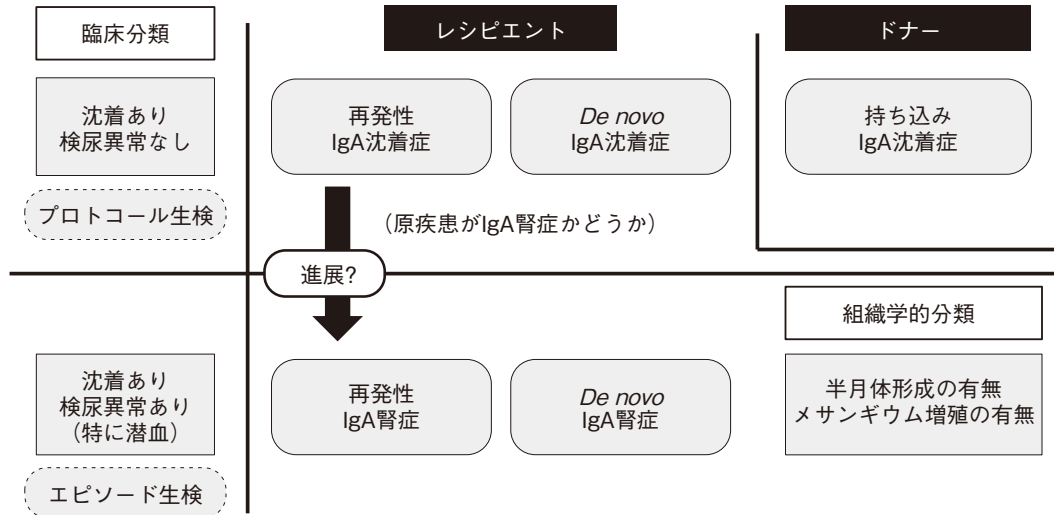 臨床分類
レシピエント
ドナー
沈着あり
検尿異常なし
プロトコール生検
再発性
IgA沈着症
De novo
IgA沈着症
持ち込み
IgA沈着症
（原疾患がIgA腎症かどうか）
進展?
組織学的分類
沈着あり
検尿異常あり
（特に潜血）
エピソード生検
再発性
IgA腎症
De novo
IgA腎症
半月体形成の有無
メサンギウム増殖の有無